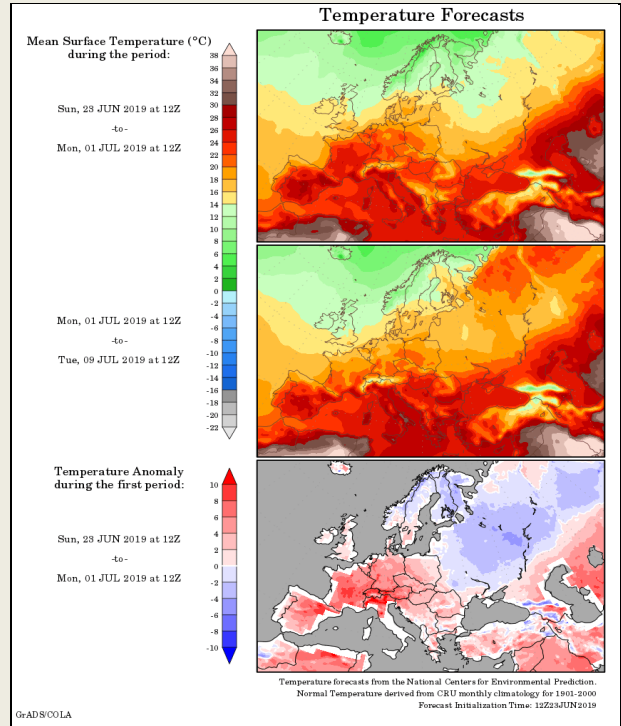 Temperature Forecasts
Mean Surface Temperature (°C)
during the period:
Sun, 23 JUN 2019 at 12Z
-to-
Mon, 01 JUL 2019 at 12Z
38
36
34
32
30
28
26
24
22
20
18
16
14
12
10
8
6
4
2
0
-2
-4
-6
-8
-10
-12
-14
-16
-18
-20
-22
Mon, 01 JUL 2019 at 12Z
-to-
Tue, 09 JUL 2019 at 12Z
Temperature Anomaly
during the first period:
Sun, 23 JUN 2019 at 12Z
-to-
Mon, 01 JUL 2019 at 12Z
10
8
6
4
2
0
-2
-4
-6
-8
-10
Temperature forecasts from the National Centers for Environmental Prediction.
Normal Temperature derived from CRU monthly climatology for 1901-2000
Forecast Initialization Time: 12Z23JUN2019
GrADS/COLA